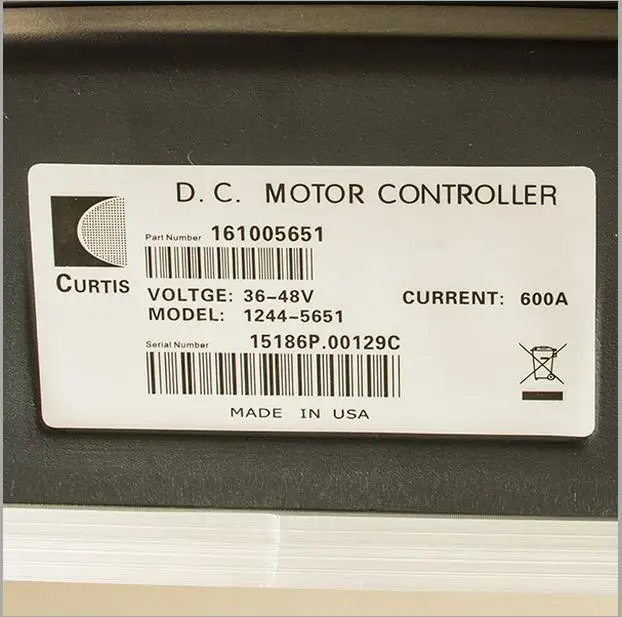 D. C. MOTOR CONTROLLER
Part Number 161005651
CURTIS
VOLTGE: 36-48V CURRENT: 600A
MODEL: 1244-5651
Serial Number 15186P.00129C
MADE IN USA